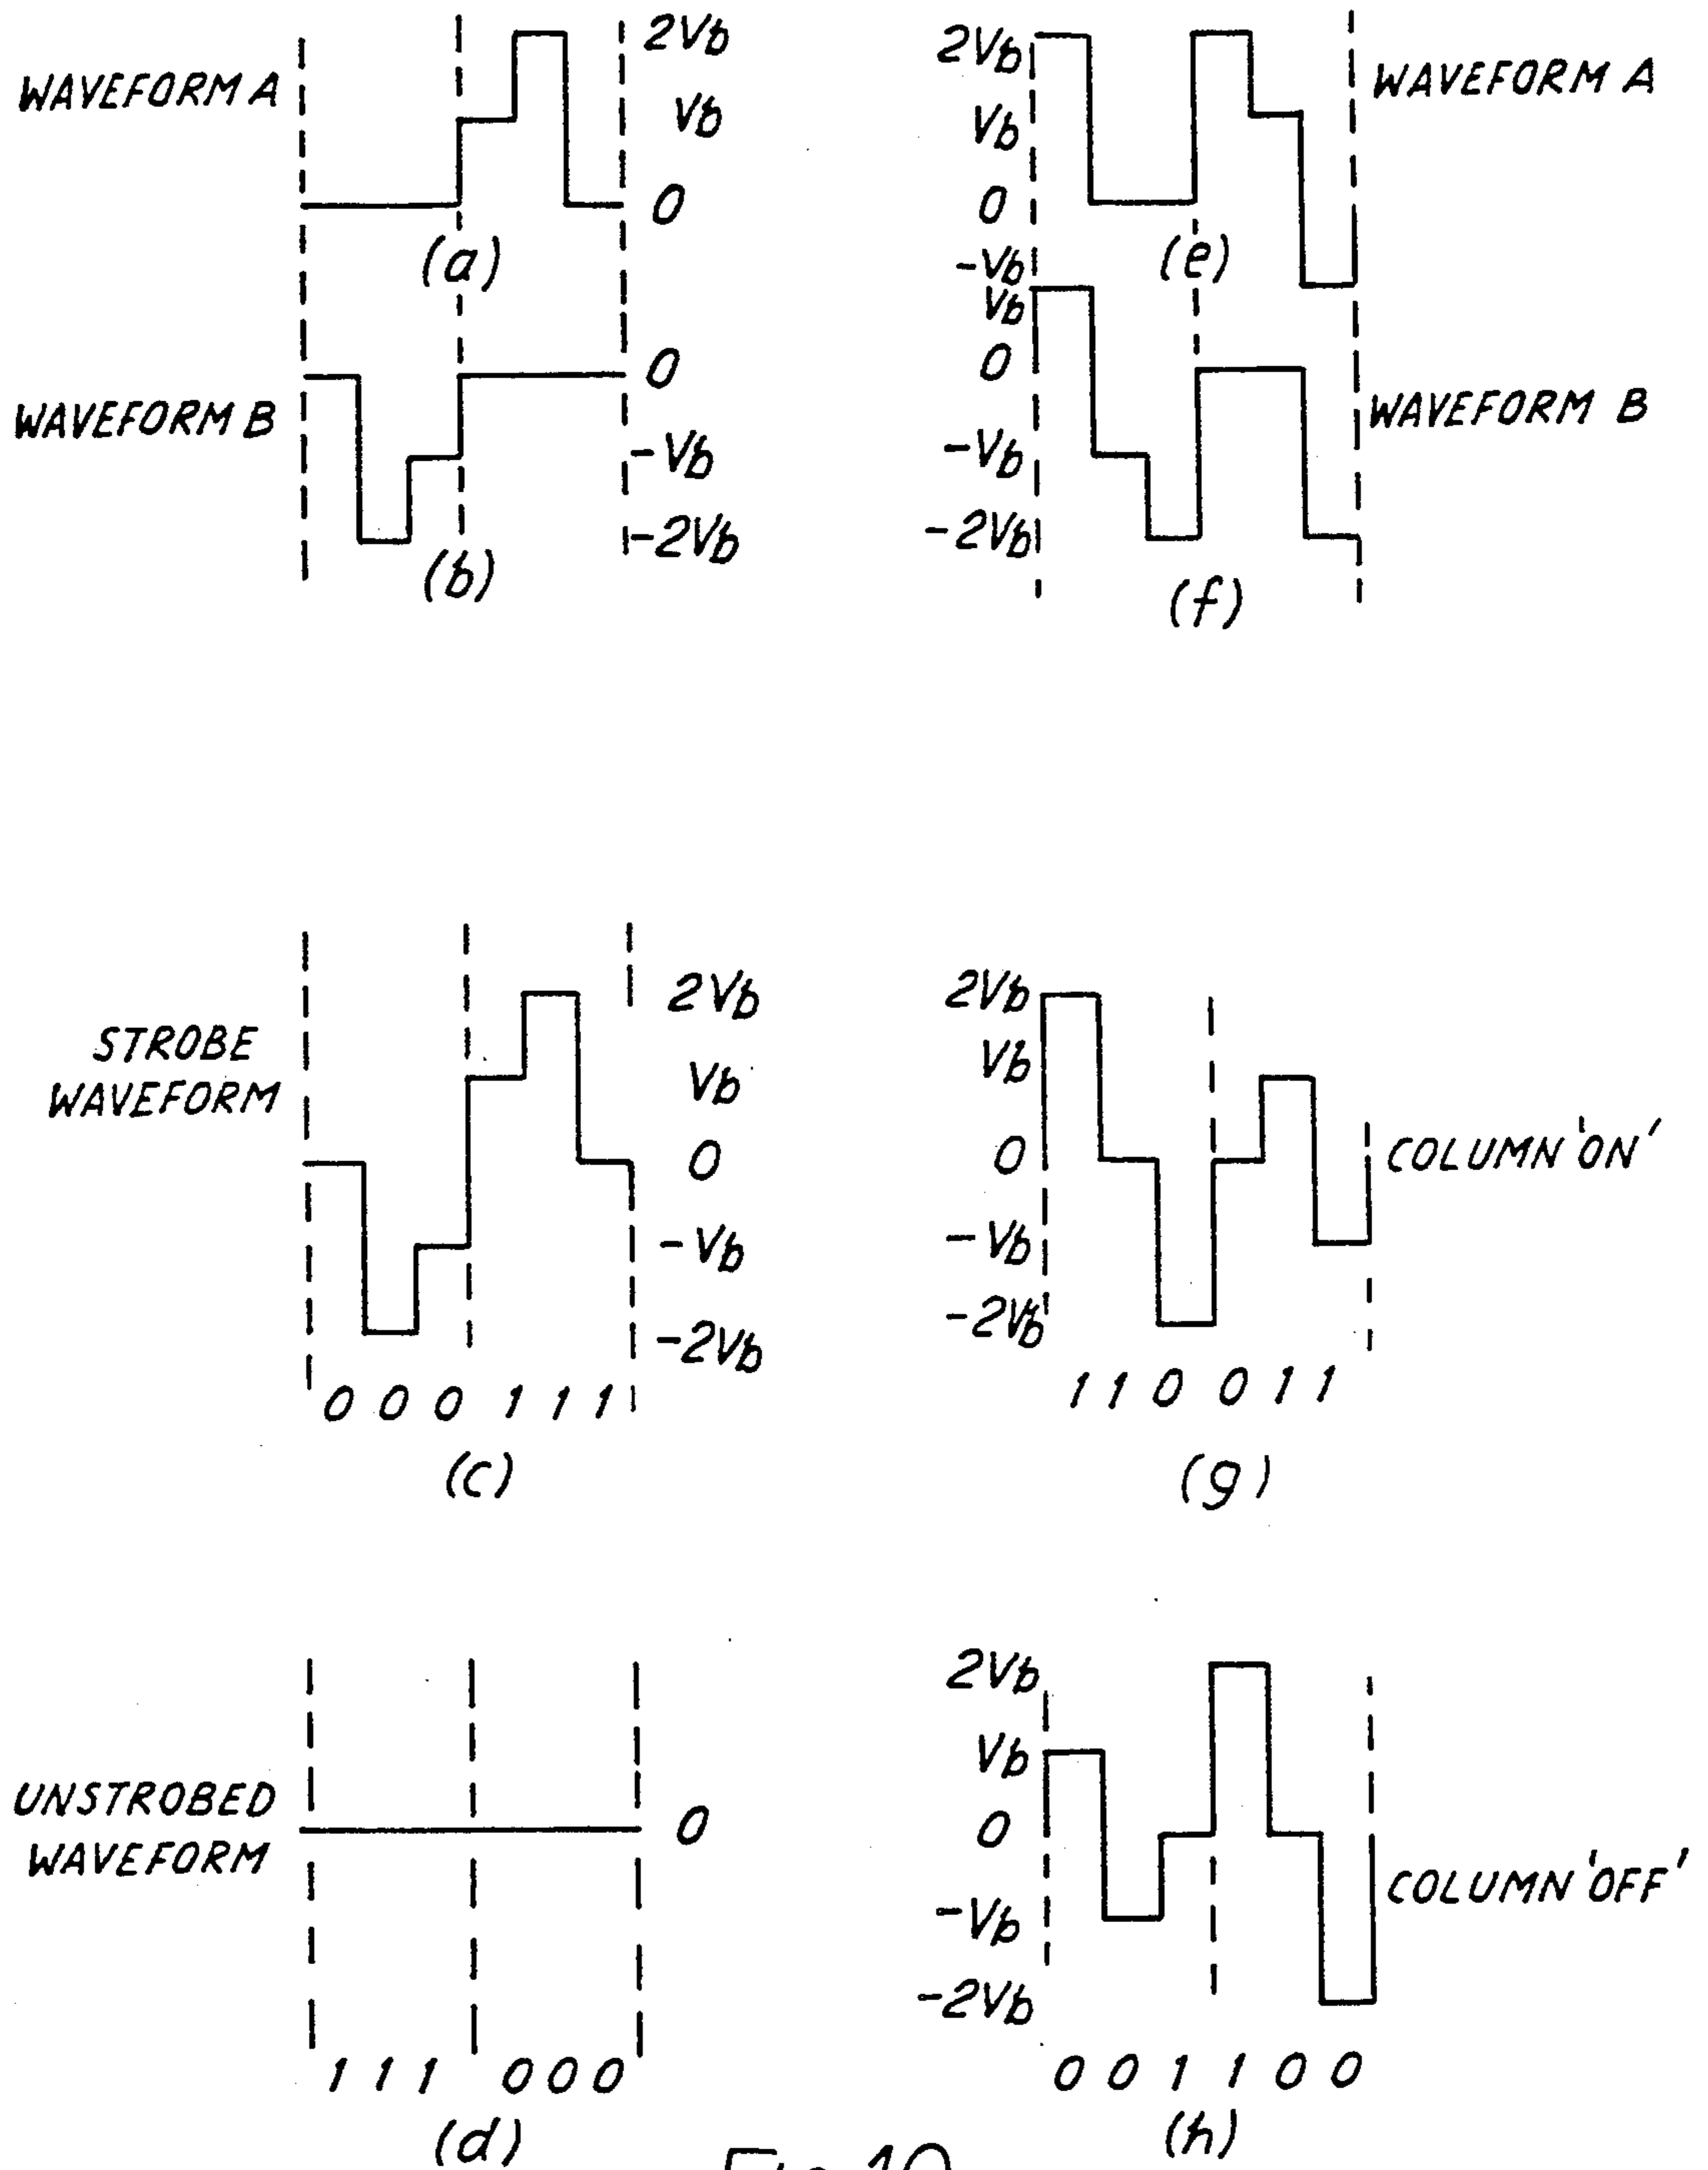 WAVEFORM A
2Vb
Vb
0
(a)
0
WAVEFORM B
-Vb
-2Vb
(b)
2Vb
Vb
0
-Vb
WAVEFORM A
(e)
Vb
0
-Vb
-2Vb
WAVEFORM B
(f)
STROBE
WAVEFORM
2Vb
Vb
0
-Vb
-2Vb
0 0 0 1 1 1
(c)
2Vb
Vb
0
-Vb
-2Vb
COLUMN 'ON'
1 1 0 0 1 1
(g)
UNSTROBED
WAVEFORM
0
1 1 1 0 0 0
(d)
2Vb
Vb
0
-Vb
-2Vb
COLUMN 'OFF'
0 0 1 1 0 0
(h)